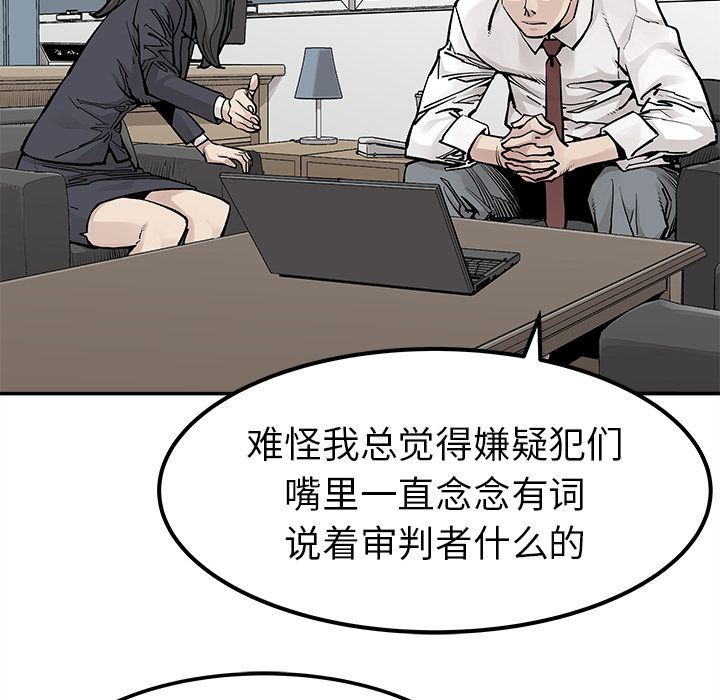 难怪我总觉得嫌疑犯们
嘴里一直念念有词
说着审判者什么的